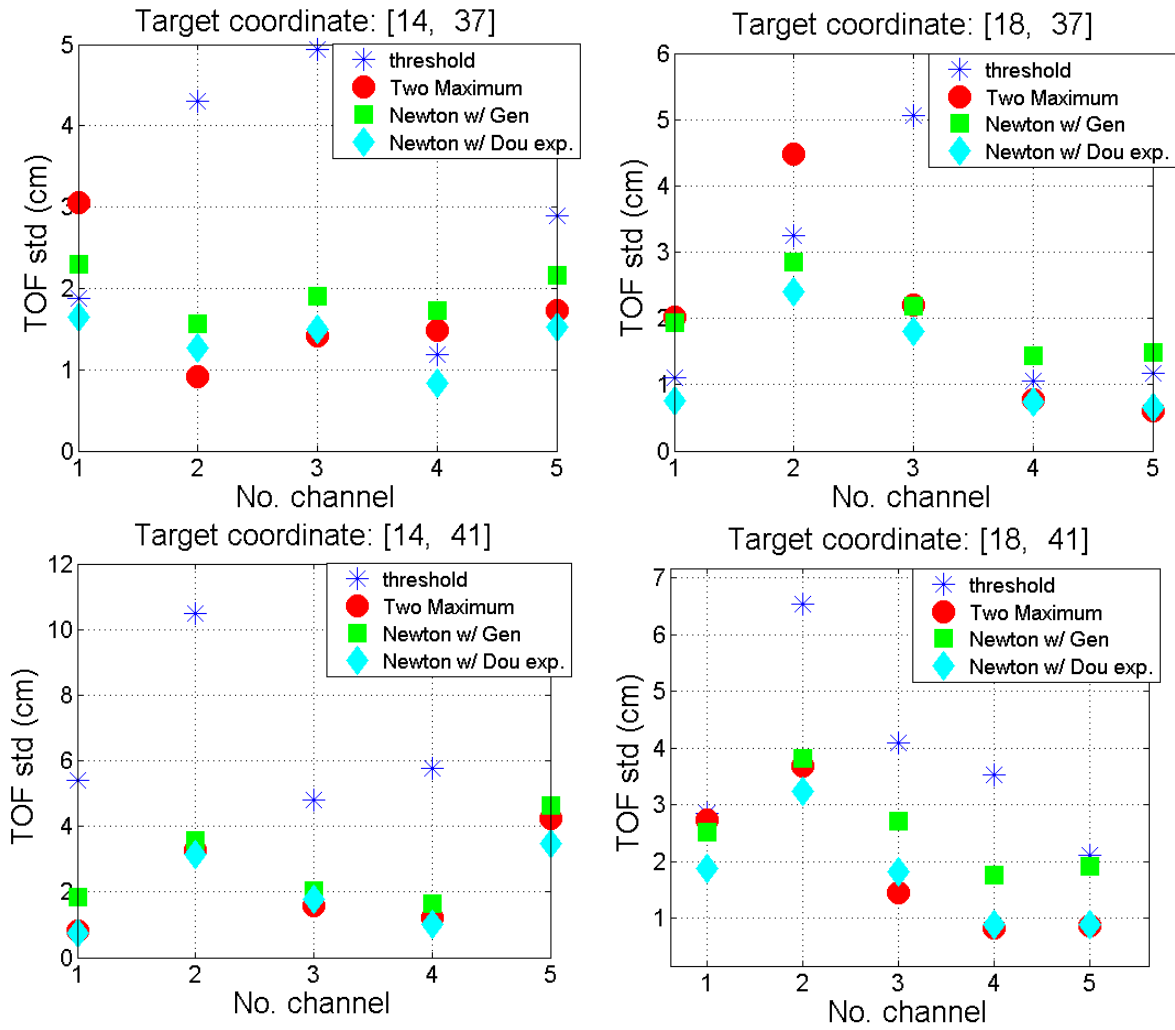 Target coordinate: [14, 37]
5
4
3
2
1
0
TOF std (cm)
threshold
Two Maximum
Newton w/ Gen
Newton w/ Dou exp.
1 2 3 4 5
No. channel
Target coordinate: [18, 37]
6
5
4
3
2
1
0
TOF std (cm)
threshold
Two Maximum
Newton w/ Gen
Newton w/ Dou exp.
1 2 3 4 5
No. channel
Target coordinate: [14, 41]
12
10
8
6
4
2
0
TOF std (cm)
threshold
Two Maximum
Newton w/ Gen
Newton w/ Dou exp.
1 2 3 4 5
No. channel
Target coordinate: [18, 41]
7
6
5
4
3
2
1
TOF std (cm)
threshold
Two Maximum
Newton w/ Gen
Newton w/ Dou exp.
1 2 3 4 5
No. channel